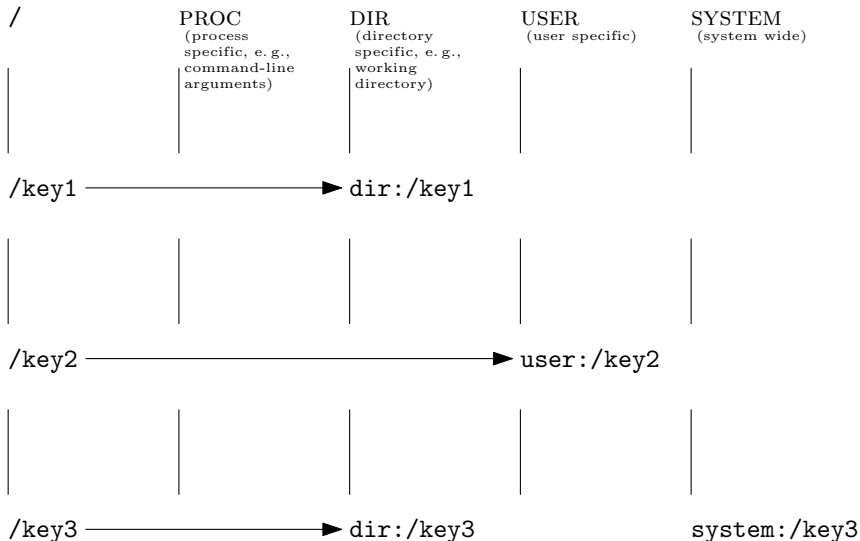 / PROC DIR USER SYSTEM
(process (directory (user specific) (system wide)
specific, e. g., specific, e. g.,
command-line working
arguments) directory)
/key1 dir:/key1
/key2 user:/key2
/key3 dir:/key3 system:/key3